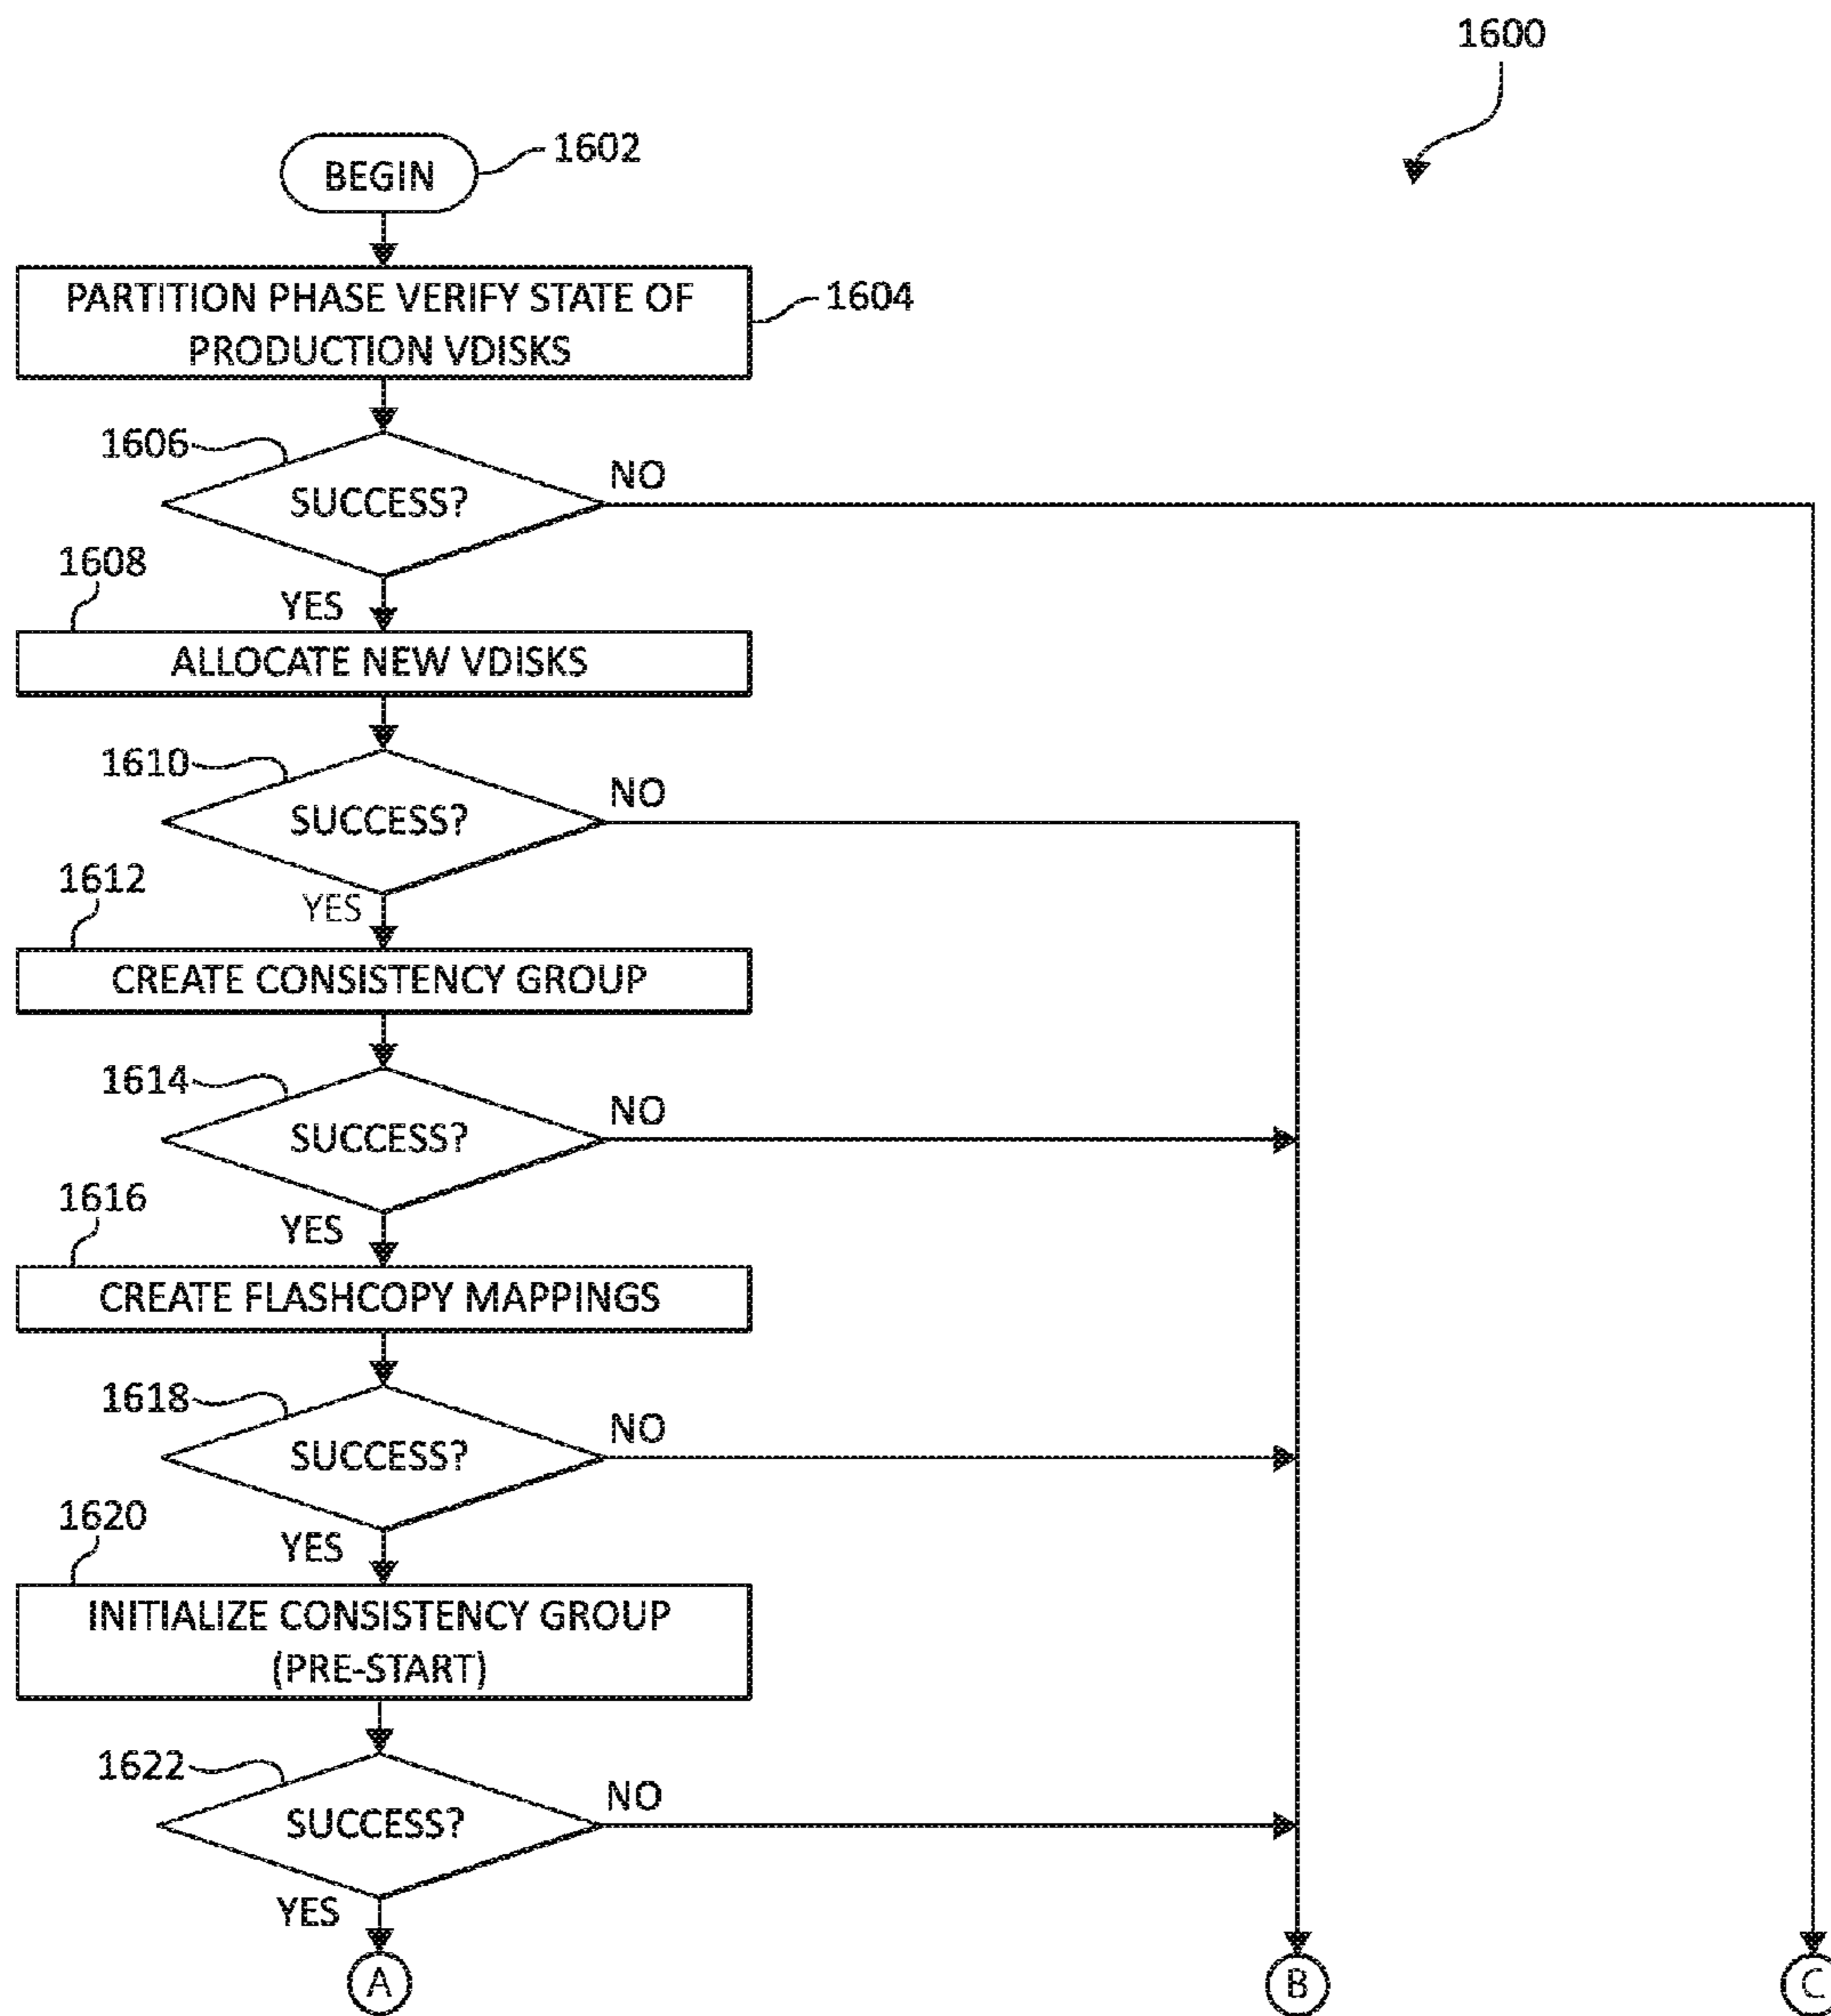 1600
BEGIN
1602
PARTITION PHASE VERIFY STATE OF
PRODUCTION VDISKS
1604
1606
SUCCESS?
NO
YES
1608
ALLOCATE NEW VDISKS
1610
SUCCESS?
NO
YES
1612
CREATE CONSISTENCY GROUP
1614
SUCCESS?
NO
YES
1616
CREATE FLASHCOPY MAPPINGS
1618
SUCCESS?
NO
YES
1620
INITIALIZE CONSISTENCY GROUP
(PRE-START)
1622
SUCCESS?
NO
YES
A
B
C